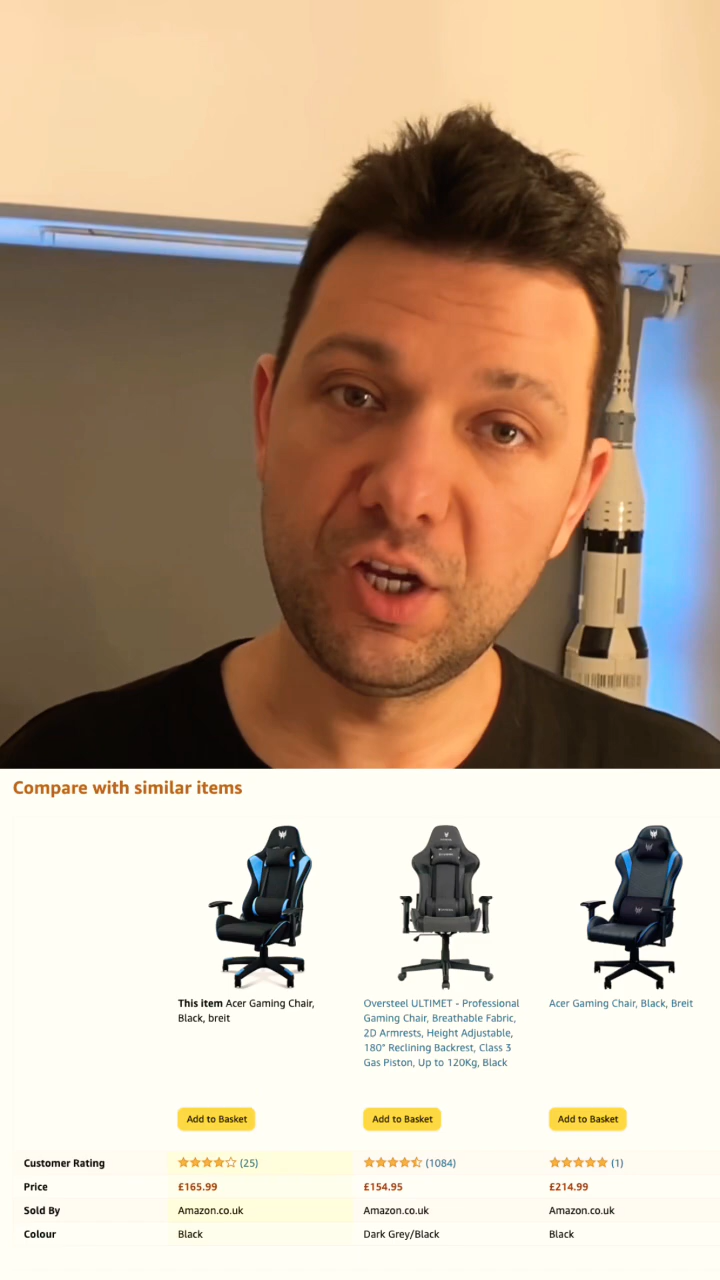 Compare with similar items
This item Acer Gaming Chair,
Black, breit
Oversteel ULTIMET - Professional
Gaming Chair, Breathable Fabric,
2D Armrests, Height Adjustable,
180° Reclining Backrest, Class 3
Gas Piston, Up to 120Kg, Black
Acer Gaming Chair, Black, Breit
Add to Basket Add to Basket Add to Basket
Customer Rating (25) (1084) (1)
Price £165.99 £154.95 £214.99
Sold By Amazon.co.uk Amazon.co.uk Amazon.co.uk
Colour Black Dark Grey/Black Black